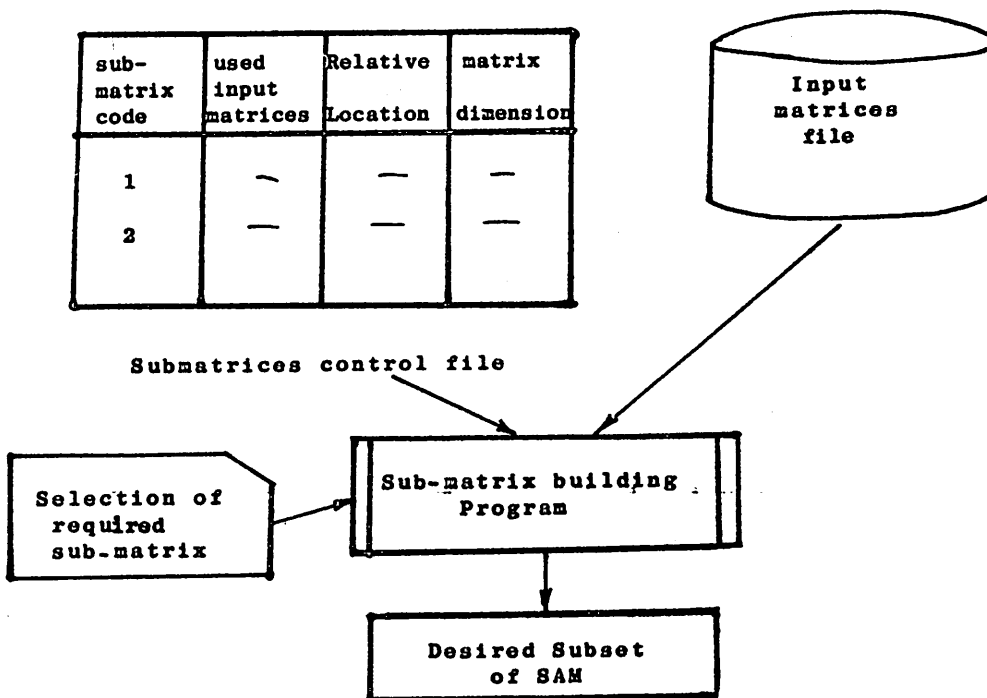 sub-
matrix
code
used
input
matrices
Relative
Location
matrix
dimension
1
2
Input
matrices
file
Submatrices control file
Selection of
required
sub-matrix
Sub-matrix building
Program
Desired Subset
of SAM